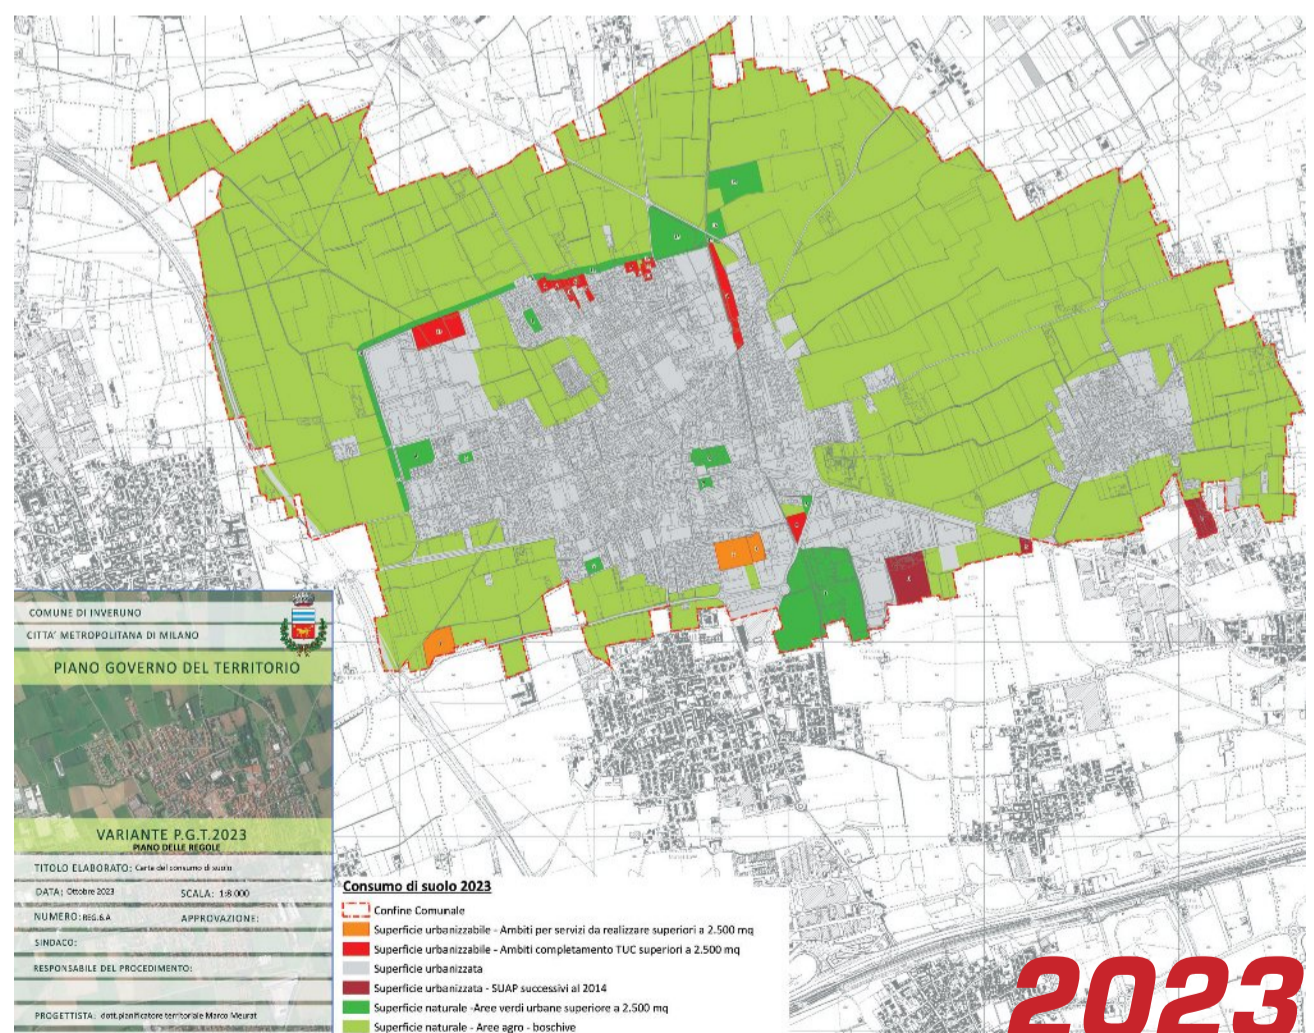 COMUNE DI INVERUNO
CITTA' METROPOLITANA DI MILANO
PIANO GOVERNO DEL TERRITORIO
VARIANTE P.G.T.2023
PIANO DELLE REGOLE
TITOLO ELABORATO: Carta del consumo di suolo
DATA: Ottobre 2023 SCALA: 1:8.000
NUMERO: REG.6.A APPROVAZIONE:
SINDACO:
RESPONSABILE DEL PROCEDIMENTO:
PROGETTISTA: dott.pianificatore territoriale Marco Meurat
Consumo di suolo 2023
Confine Comunale
Superficie urbanizzabile - Ambiti per servizi da realizzare superiori a 2.500 mq
Superficie urbanizzabile - Ambiti completamento TUC superiori a 2.500 mq
Superficie urbanizzata
Superficie urbanizzata - SUAP successivi al 2014
Superficie naturale -Aree verdi urbane superiore a 2.500 mq
Superficie naturale - Aree agro - boschive
2023